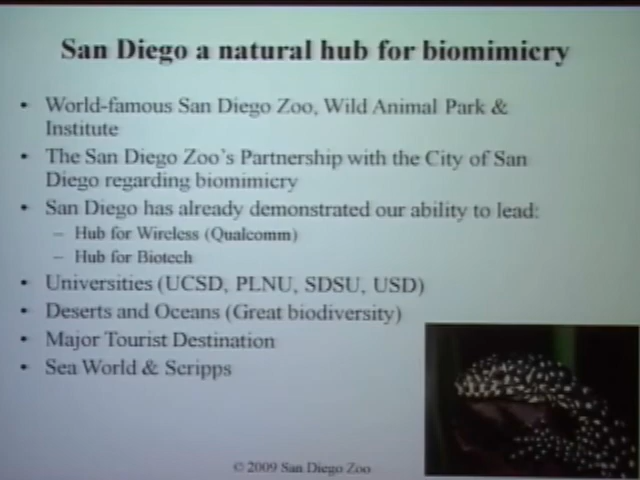 San Diego a natural hub for biomimicry
• World-famous San Diego Zoo, Wild Animal Park &
Institute
• The San Diego Zoo's Partnership with the City of San
Diego regarding biomimicry
• San Diego has already demonstrated our ability to lead:
– Hub for Wireless (Qualcomm)
– Hub for Biotech
• Universities (UCSD, PLNU, SDSU, USD)
• Deserts and Oceans (Great biodiversity)
• Major Tourist Destination
• Sea World & Scripps
© 2009 San Diego Zoo